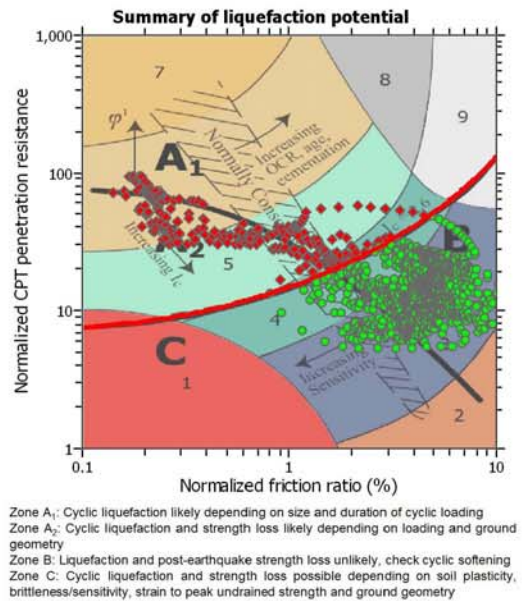 Summary of liquefaction potential
1,000
100
10
1
Normalized CPT penetration resistance
7
8
9
φ'
A1
Increasing
OCR, age,
cementation
Normally
Increasing Ic
2
5
6
Ic
B
4
C
1
Increasing
Sensitivity
2
0.1
1
10
Normalized friction ratio (%)
Zone A1: Cyclic liquefaction likely depending on size and duration of cyclic loading
Zone A2: Cyclic liquefaction and strength loss likely depending on loading and ground
geometry
Zone B: Liquefaction and post-earthquake strength loss unlikely, check cyclic softening
Zone C: Cyclic liquefaction and strength loss possible depending on soil plasticity,
brittleness/sensitivity, strain to peak undrained strength and ground geometry